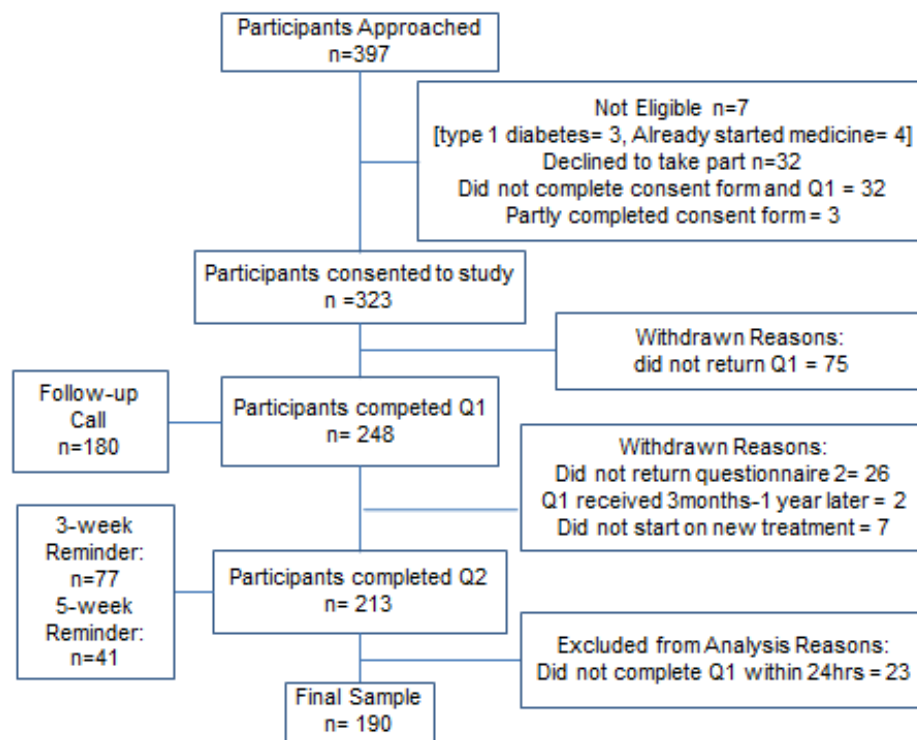 Participants Approached
n=397
Not Eligible n=7
[type 1 diabetes= 3, Already started medicine= 4]
Declined to take part n=32
Did not complete consent form and Q1 = 32
Partly completed consent form = 3
Participants consented to study
n =323
Withdrawn Reasons:
did not return Q1 = 75
Follow-up
Call
n=180
Participants competed Q1
n= 248
Withdrawn Reasons:
Did not return questionnaire 2= 26
Q1 received 3months-1 year later = 2
Did not start on new treatment = 7
3-week
Reminder:
n=77
5-week
Reminder:
n=41
Participants completed Q2
n= 213
Excluded from Analysis Reasons:
Did not complete Q1 within 24hrs = 23
Final Sample
n= 190